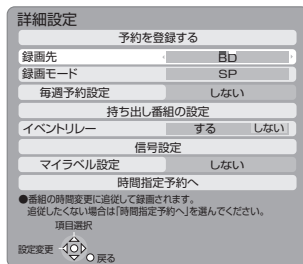 詳細設定
予約を登録する
録画先 BD
録画モード SP
毎週予約設定 しない
持ち出し番組の設定
イベントリレー する しない
信号設定
マイラベル設定 しない
時間指定予約へ
●番組の時間変更に追従して録画されます。
追従したくない場合は「時間指定予約へ」を選んでください。
項目選択
設定変更
戻る